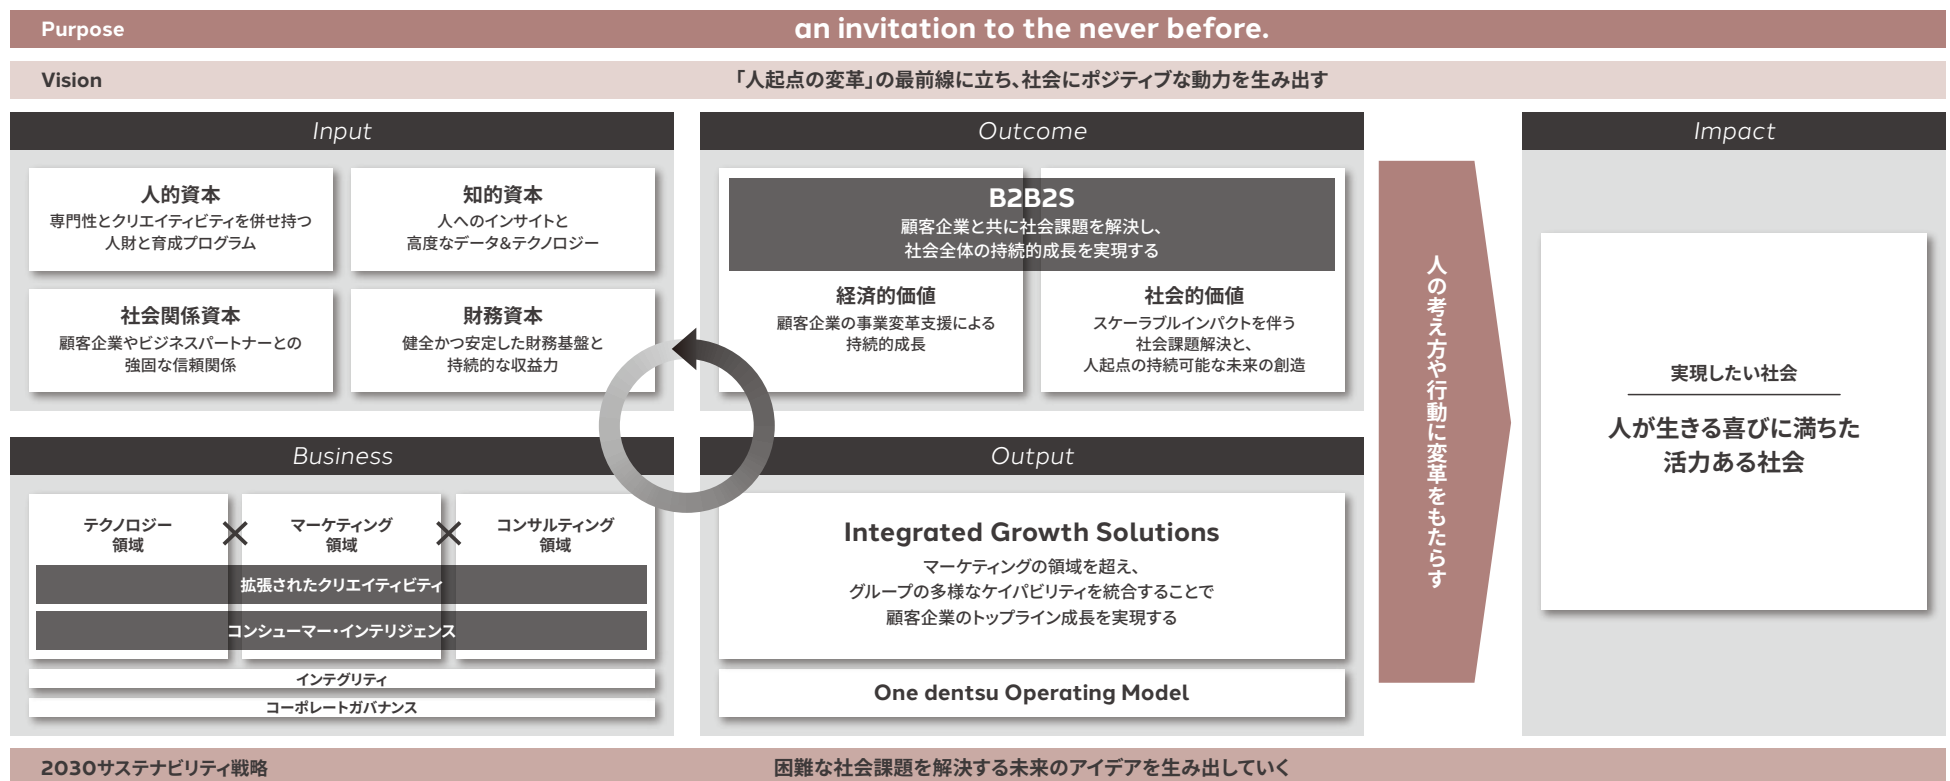 Purpose
an invitation to the never before.
Vision
「人起点の変革」の最前線に立ち、社会にポジティブな動力を生み出す
Input
人的資本
専門性とクリエイティビティを併せ持つ
人財と育成プログラム
知的資本
人へのインサイトと
高度なデータ&テクノロジー
社会関係資本
顧客企業やビジネスパートナーとの
強固な信頼関係
財務資本
健全かつ安定した財務基盤と
持続的な収益力
Business
テクノロジー
領域
マーケティング
領域
コンサルティング
領域
拡張されたクリエイティビティ
コンシューマー・インテリジェンス
インテグリティ
コーポレートガバナンス
Outcome
B2B2S
顧客企業と共に社会課題を解決し、
社会全体の持続的成長を実現する
経済的価値
顧客企業の事業変革支援による
持続的成長
社会的価値
スケーラブルインパクトを伴う
社会課題解決と、
人起点の持続可能な未来の創造
Output
Integrated Growth Solutions
マーケティングの領域を超え、
グループの多様なケイパビリティを統合することで
顧客企業のトップライン成長を実現する
One dentsu Operating Model
人の考え方や行動に変革をもたらす
Impact
実現したい社会
人が生きる喜びに満ちた
活力ある社会
2030サステナビリティ戦略
困難な社会課題を解決する未来のアイデアを生み出していく